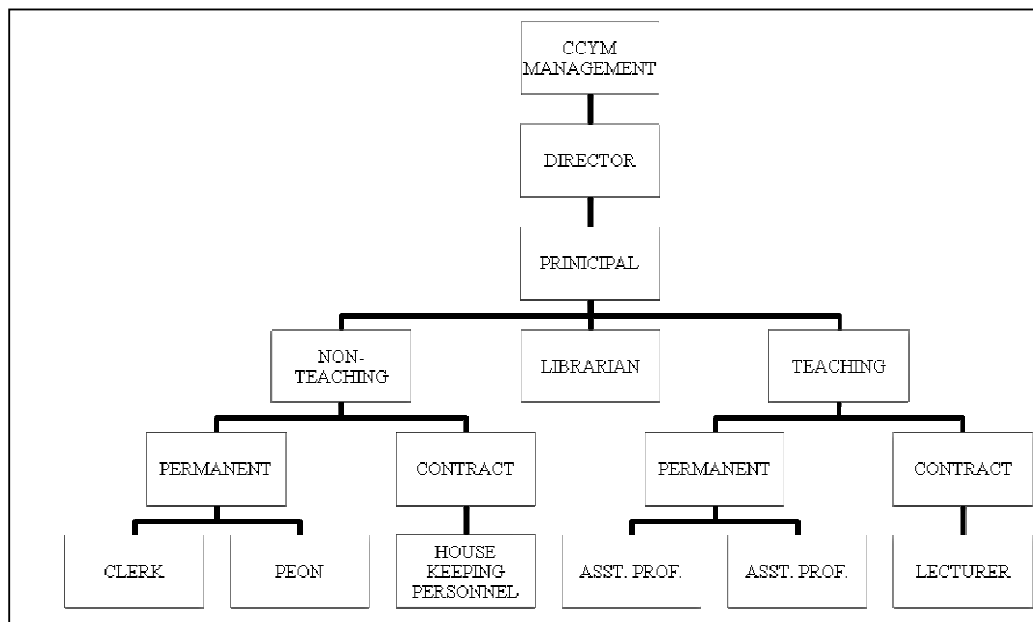 CCYM
MANAGEMENT
DIRECTOR
PRINICIPAL
NON-
TEACHING
LIBRARIAN
TEACHING
PERMANENT
CONTRACT
PERMANENT
CONTRACT
CLERK
PEON
HOUSE
KEEPING
PERSONNEL
ASST. PROF.
ASST. PROF.
LECTURER